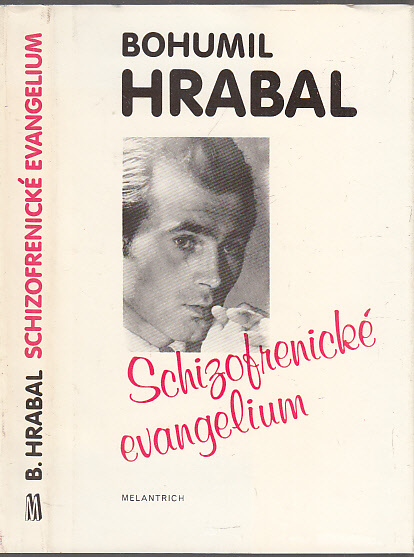 B. HRABAL SCHIZOFRENICKÉ EVANGELIUM
M
BOHUMIL
HRABAL
Schizofrenické
evangelium
MELANTRICH